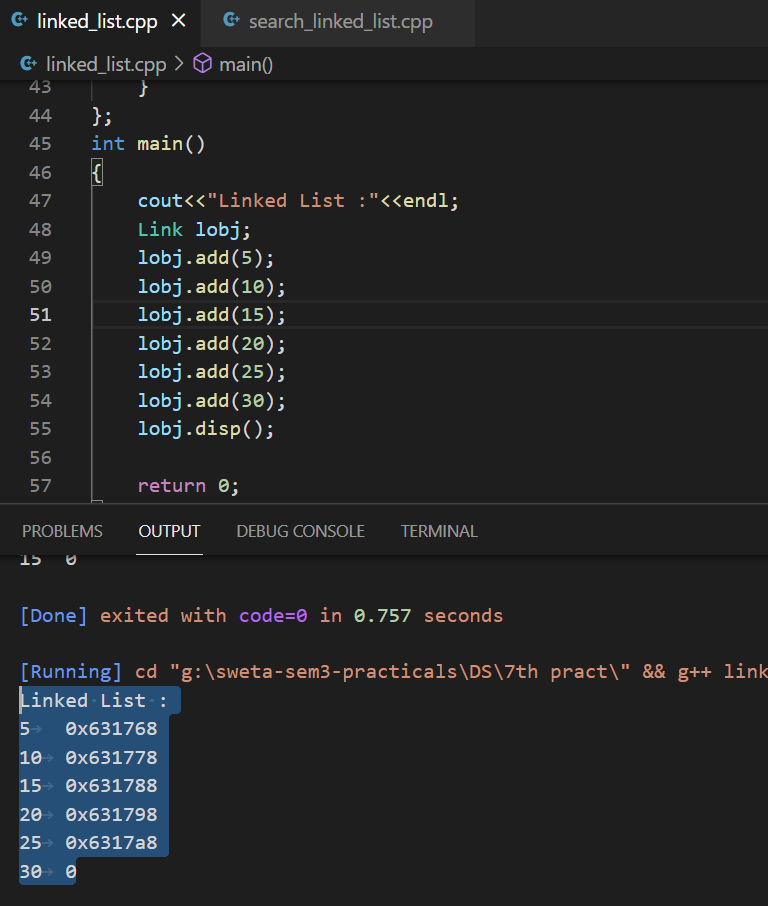 linked_list.cpp × search_linked_list.cpp
linked_list.cpp > main()
43 }
44 };
45 int main()
46 {
47 cout<<"Linked List :"<<endl;
48 Link lobj;
49 lobj.add(5);
50 lobj.add(10);
51 lobj.add(15);
52 lobj.add(20);
53 lobj.add(25);
54 lobj.add(30);
55 lobj.disp();
56
57 return 0;
PROBLEMS OUTPUT DEBUG CONSOLE TERMINAL
15 0
[Done] exited with code=0 in 0.757 seconds
[Running] cd "g:\sweta-sem3-practicals\DS\7th pract\" && g++ link
Linked List :
5 0x631768
10 0x631778
15 0x631788
20 0x631798
25 0x6317a8
30 0